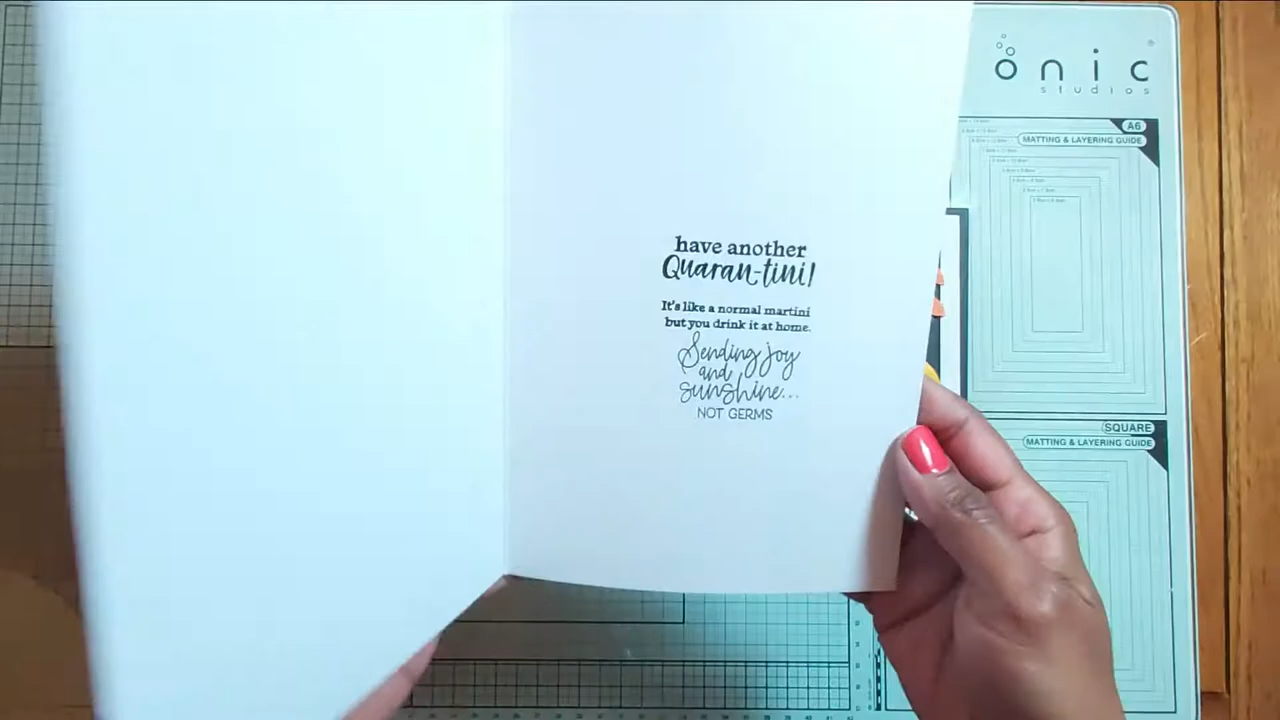 have another
Quaran-tini!
It's like a normal martini
but you drink it at home.
Sending joy
and
sunshine...
NOT GERMS
onic
studios
®
A6
MATTING & LAYERING GUIDE
SQUARE
MATTING & LAYERING GUIDE